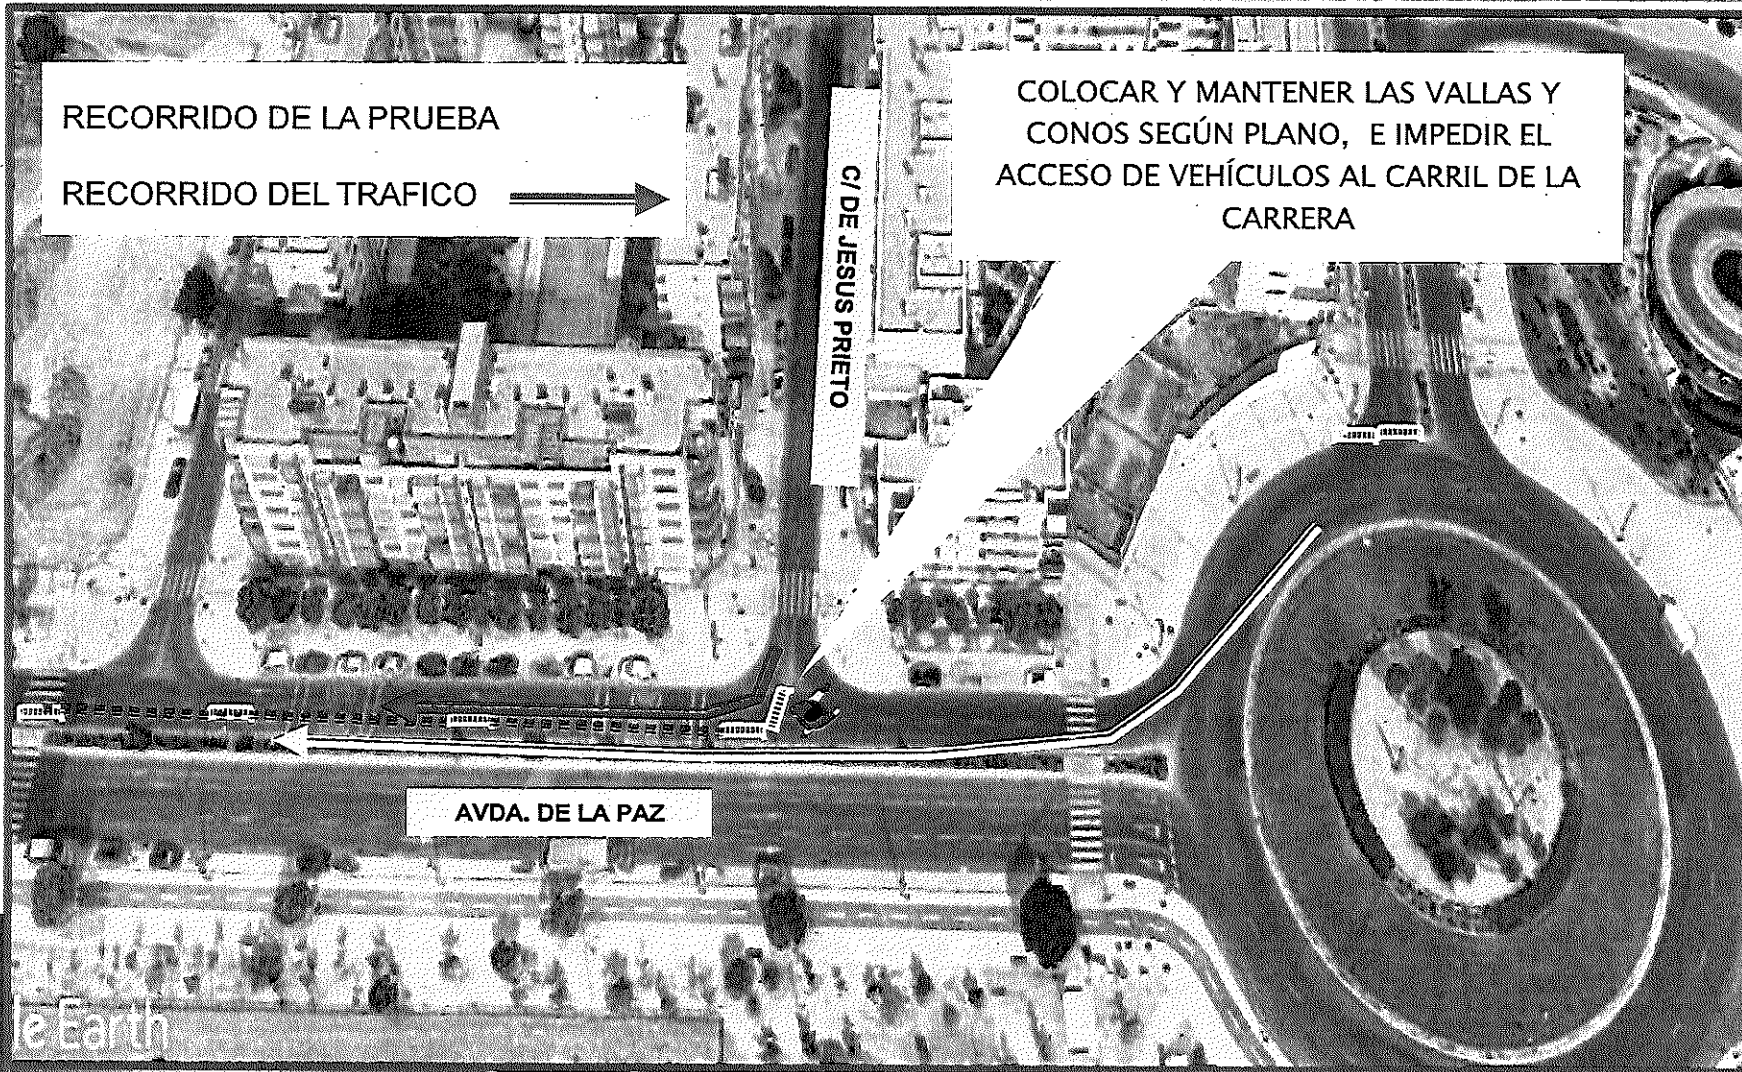 RECORRIDO DE LA PRUEBA
RECORRIDO DEL TRAFICO
COLOCAR Y MANTENER LAS VALLAS Y
CONOS SEGÚN PLANO, E IMPEDIR EL
ACCESO DE VEHÍCULOS AL CARRIL DE LA
CARRERA
C/ DE JESUS PRIETO
AVDA. DE LA PAZ
le Earth